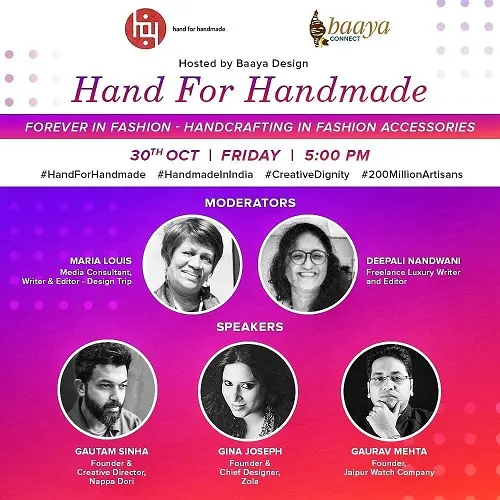 hand for handmade
baaya
CONNECT
Hosted by Baaya Design
Hand For Handmade
FOREVER IN FASHION - HANDCRAFTING IN FASHION ACCESSORIES
30TH OCT | FRIDAY | 5:00 PM
#HandForHandmade #HandmadeInIndia #CreativeDignity #200MillionArtisans
MODERATORS
MARIA LOUIS
Media Consultant,
Writer & Editor - Design Trip
DEEPALI NANDWANI
Freelance Luxury Writer
and Editor
SPEAKERS
GAUTAM SINHA
Founder &
Creative Director,
Nappa Dori
GINA JOSEPH
Founder &
Chief Designer,
Zola
GAURAV MEHTA
Founder,
Jaipur Watch Company